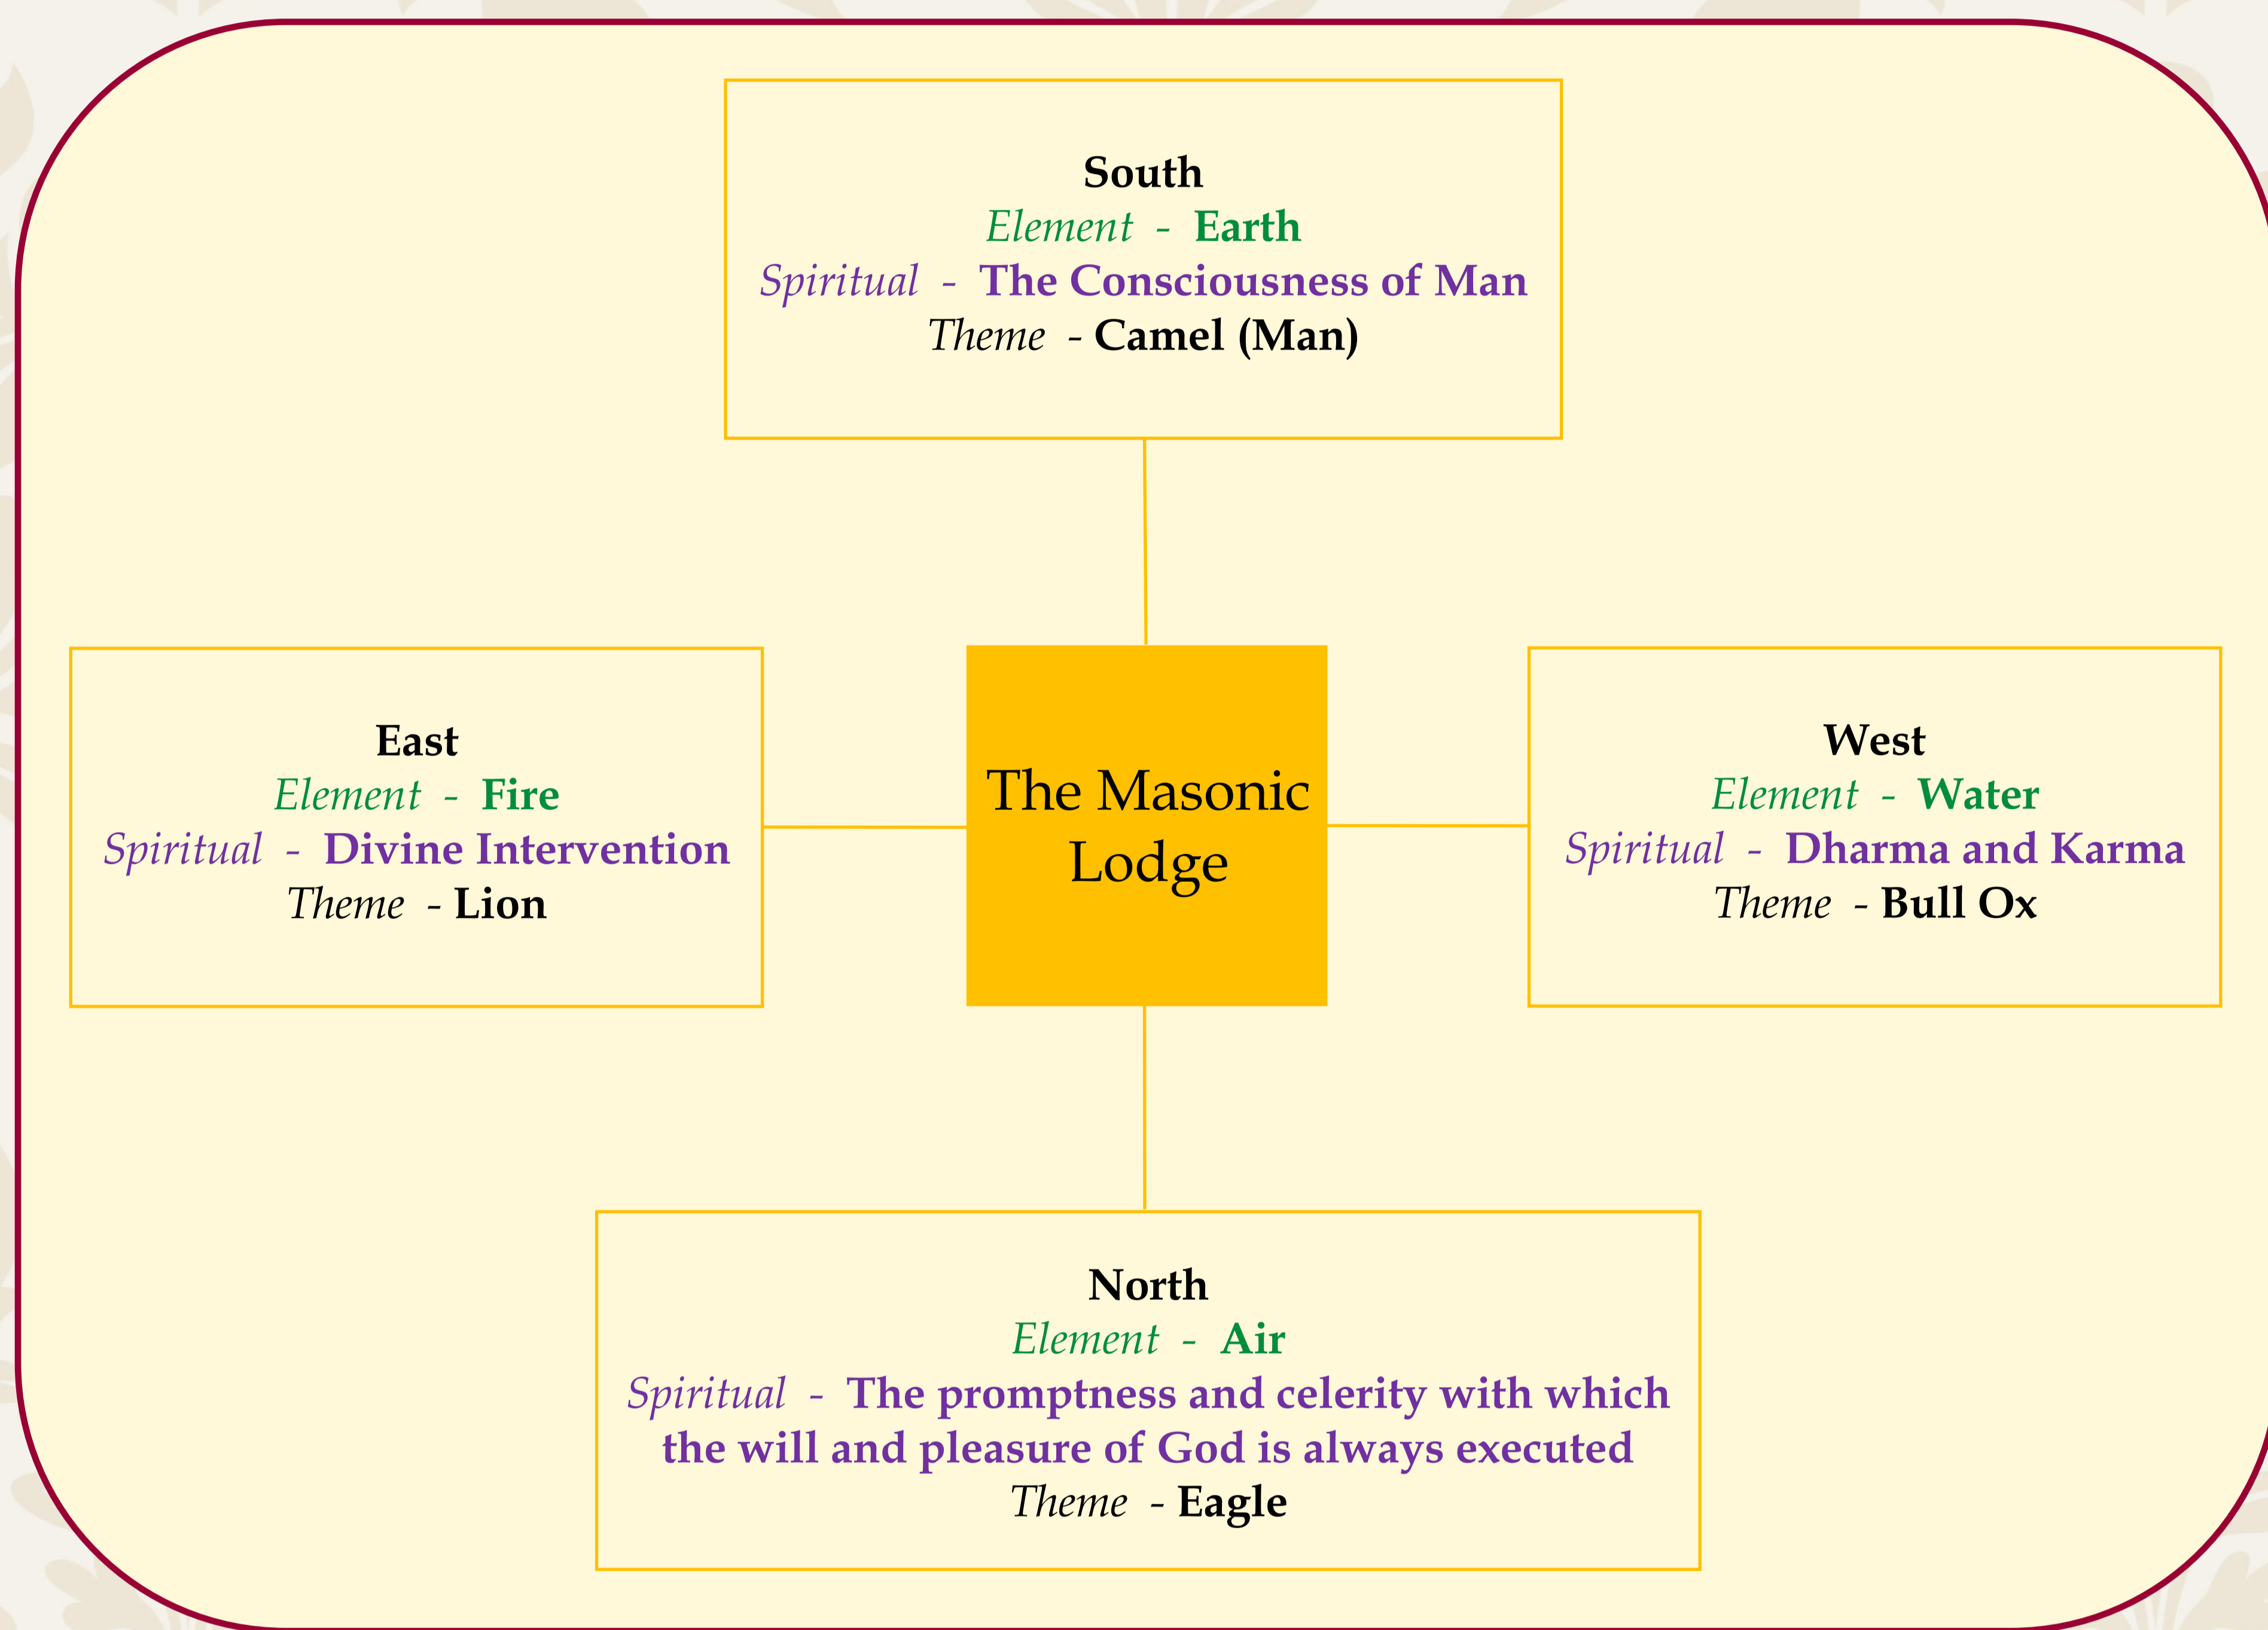 South
Element - Earth
Spiritual - The Consciousness of Man
Theme - Camel (Man)
East
Element - Fire
Spiritual - Divine Intervention
Theme - Lion
The Masonic
Lodge
West
Element - Water
Spiritual - Dharma and Karma
Theme - Bull Ox
North
Element - Air
Spiritual - The promptness and celerity with which
the will and pleasure of God is always executed
Theme - Eagle